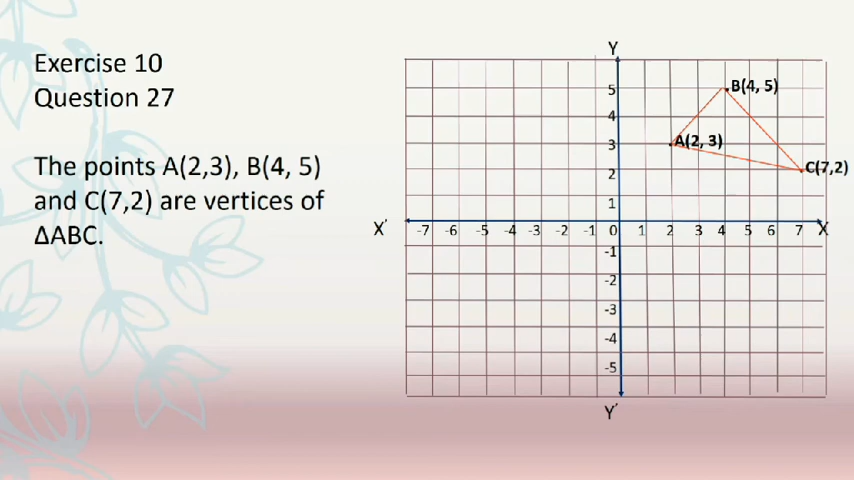 Exercise 10
Question 27
The points A(2,3), B(4, 5)
and C(7,2) are vertices of
ΔABC.
Y
5
B(4, 5)
4
3
A(2, 3)
2
C(7,2)
1
X' -7 -6 -5 -4 -3 -2 -1 0 1 2 3 4 5 6 7 X
-1
-2
-3
-4
-5
Y'